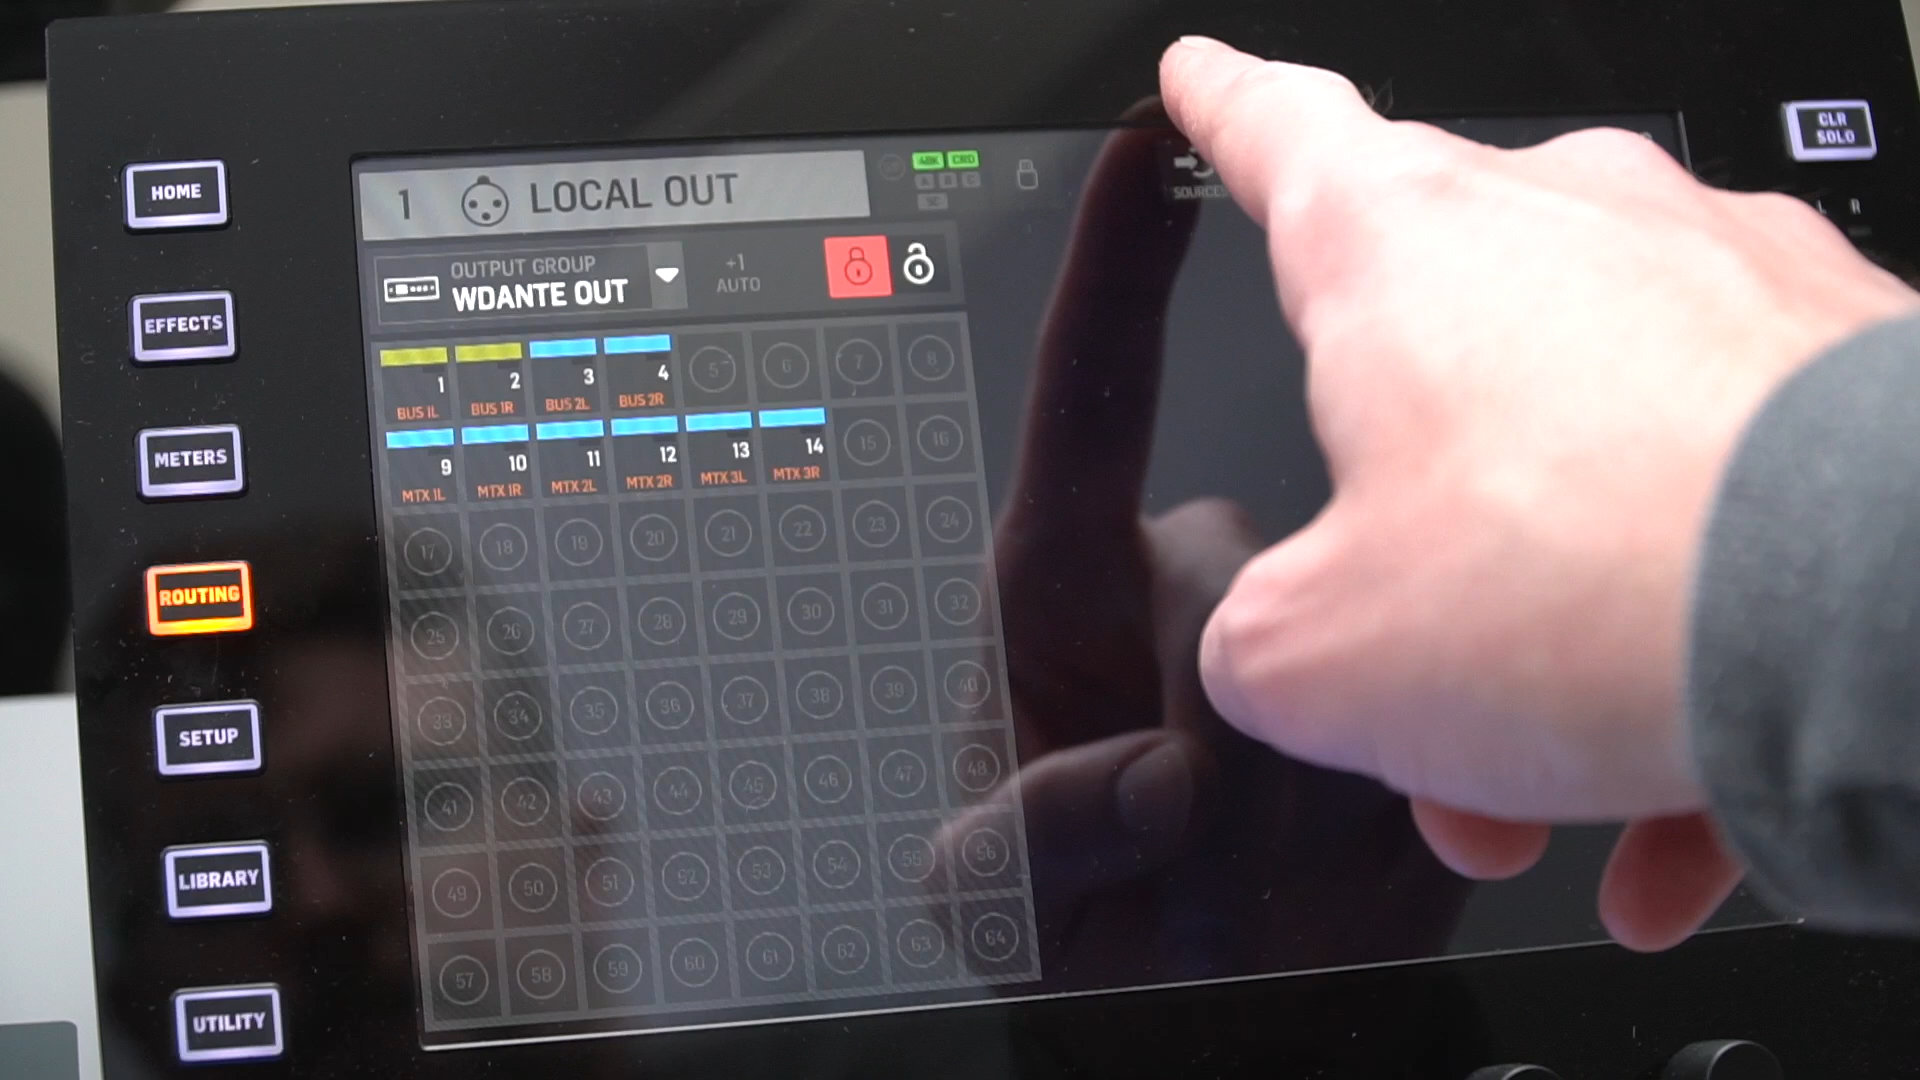 HOME
EFFECTS
METERS
ROUTING
SETUP
LIBRARY
UTILITY
1 LOCAL OUT
48K CRD
A B C
OUTPUT GROUP
WDANTE OUT
+1
AUTO
SOURCES
CLR
SOLO
L R
1 2 3 4 5 6 7 8
BUS 1L BUS 1R BUS 2L BUS 2R
9 10 11 12 13 14 15 16
MTX 1L MTX 1R MTX 2L MTX 2R MTX 3L MTX 3R
17 18 19 20 21 22 23 24
25 26 27 28 29 30 31 32
33 34 35 36 37 38 39 40
41 42 43 44 45 46 47 48
49 50 51 52 53 54 55 56
57 58 59 60 61 62 63 64